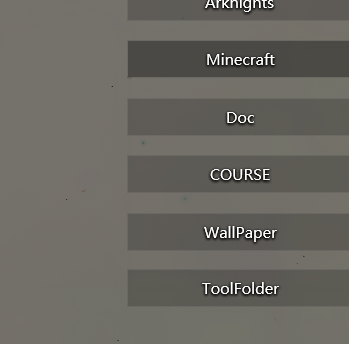 Arknights
Minecraft
Doc
COURSE
WallPaper
ToolFolder